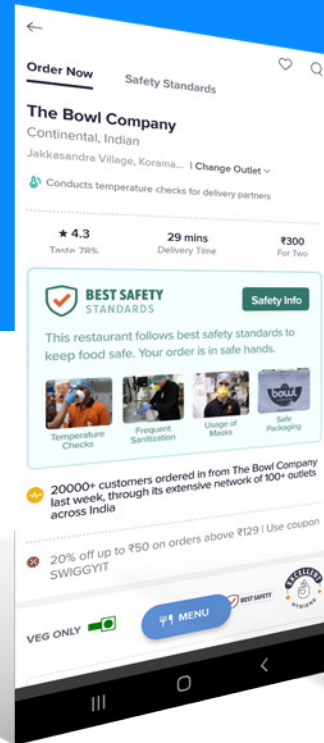 Order Now Safety Standards
The Bowl Company
Continental, Indian
Jakkasandra Village, Korama... | Change Outlet
Conducts temperature checks for delivery partners
★ 4.3 29 mins ₹300
Taste 78% Delivery Time For Two
BEST SAFETY
STANDARDS
Safety Info
This restaurant follows best safety standards to
keep food safe. Your order is in safe hands.
bowl
Temperature
Checks
Frequent
Sanitization
Usage of
Masks
Safe
Packaging
20000+ customers ordered in from The Bowl Company
last week, through its extensive network of 100+ outlets
across India
20% off up to ₹50 on orders above ₹129 | Use coupon
SWIGGYIT
VEG ONLY
MENU
BEST SAFETY
EXCELLENT
HYGIENE